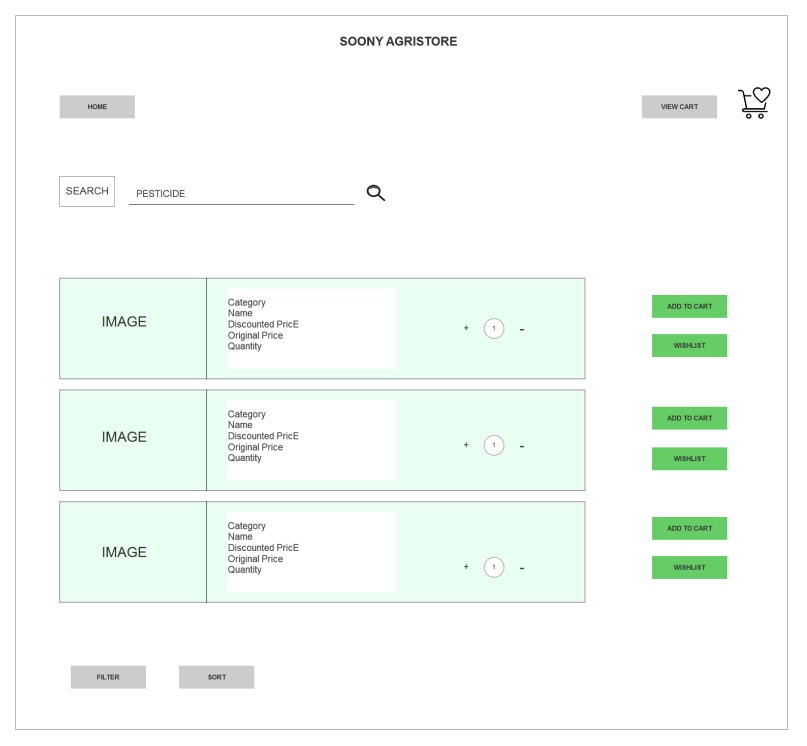 SOONY AGRISTORE
HOME
VIEW CART
SEARCH
PESTICIDE
IMAGE
Category
Name
Discounted PricE
Original Price
Quantity
+ 1 -
ADD TO CART
WISHLIST
IMAGE
Category
Name
Discounted PricE
Original Price
Quantity
+ 1 -
ADD TO CART
WISHLIST
IMAGE
Category
Name
Discounted PricE
Original Price
Quantity
+ 1 -
ADD TO CART
WISHLIST
FILTER
SORT